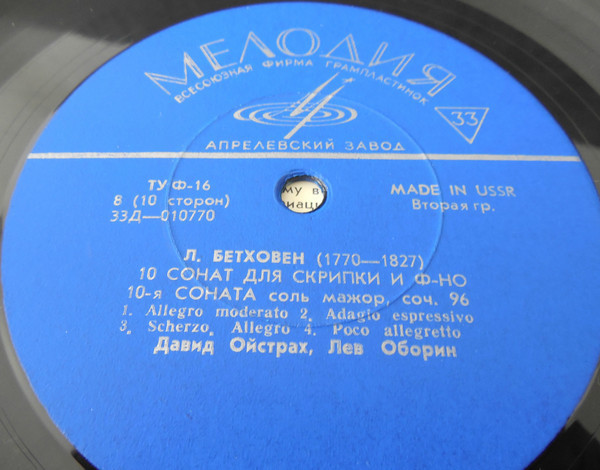 МЕЛОДИЯ
ВСЕСОЮЗНАЯ ФИРМА ГРАМПЛАСТИНОК
33
АПРЕЛЕВСКИЙ ЗАВОД
ТУ Ф-16
8 (10 сторон)
33Д—010770
му в
MADE IN USSR
Вторая гр.
Л. БЕТХОВЕН (1770—1827)
10 СОНАТ ДЛЯ СКРИПКИ И Ф-НО
10-я СОНАТА соль мажор, соч. 96
1. Allegro moderato 2. Adagio espressivo
3. Scherzo. Allegro 4. Poco allegretto
Давид Ойстрах, Лев Оборин